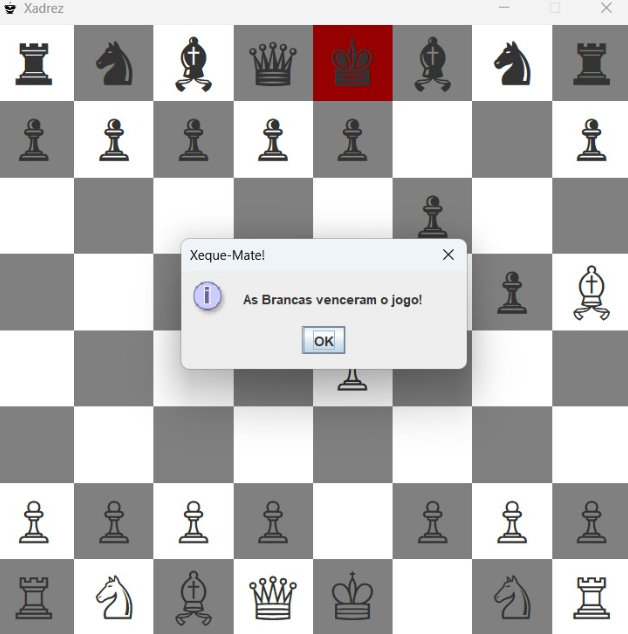 Xadrez
Xeque-Mate!
As Brancas venceram o jogo!
OK